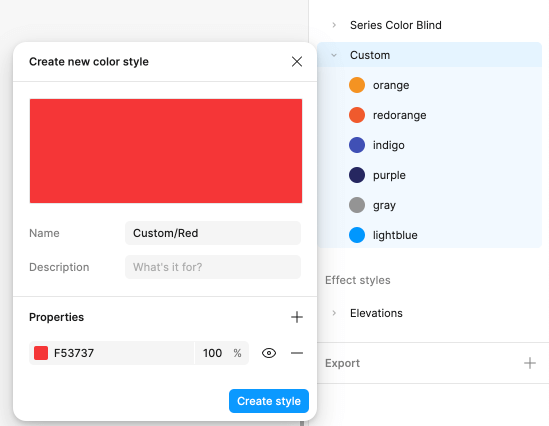 Create new color style
Name
Custom/Red
Description
What's it for?
Properties
F53737
100 %
Create style
Series Color Blind
Custom
orange
redorange
indigo
purple
gray
lightblue
Effect styles
Elevations
Export